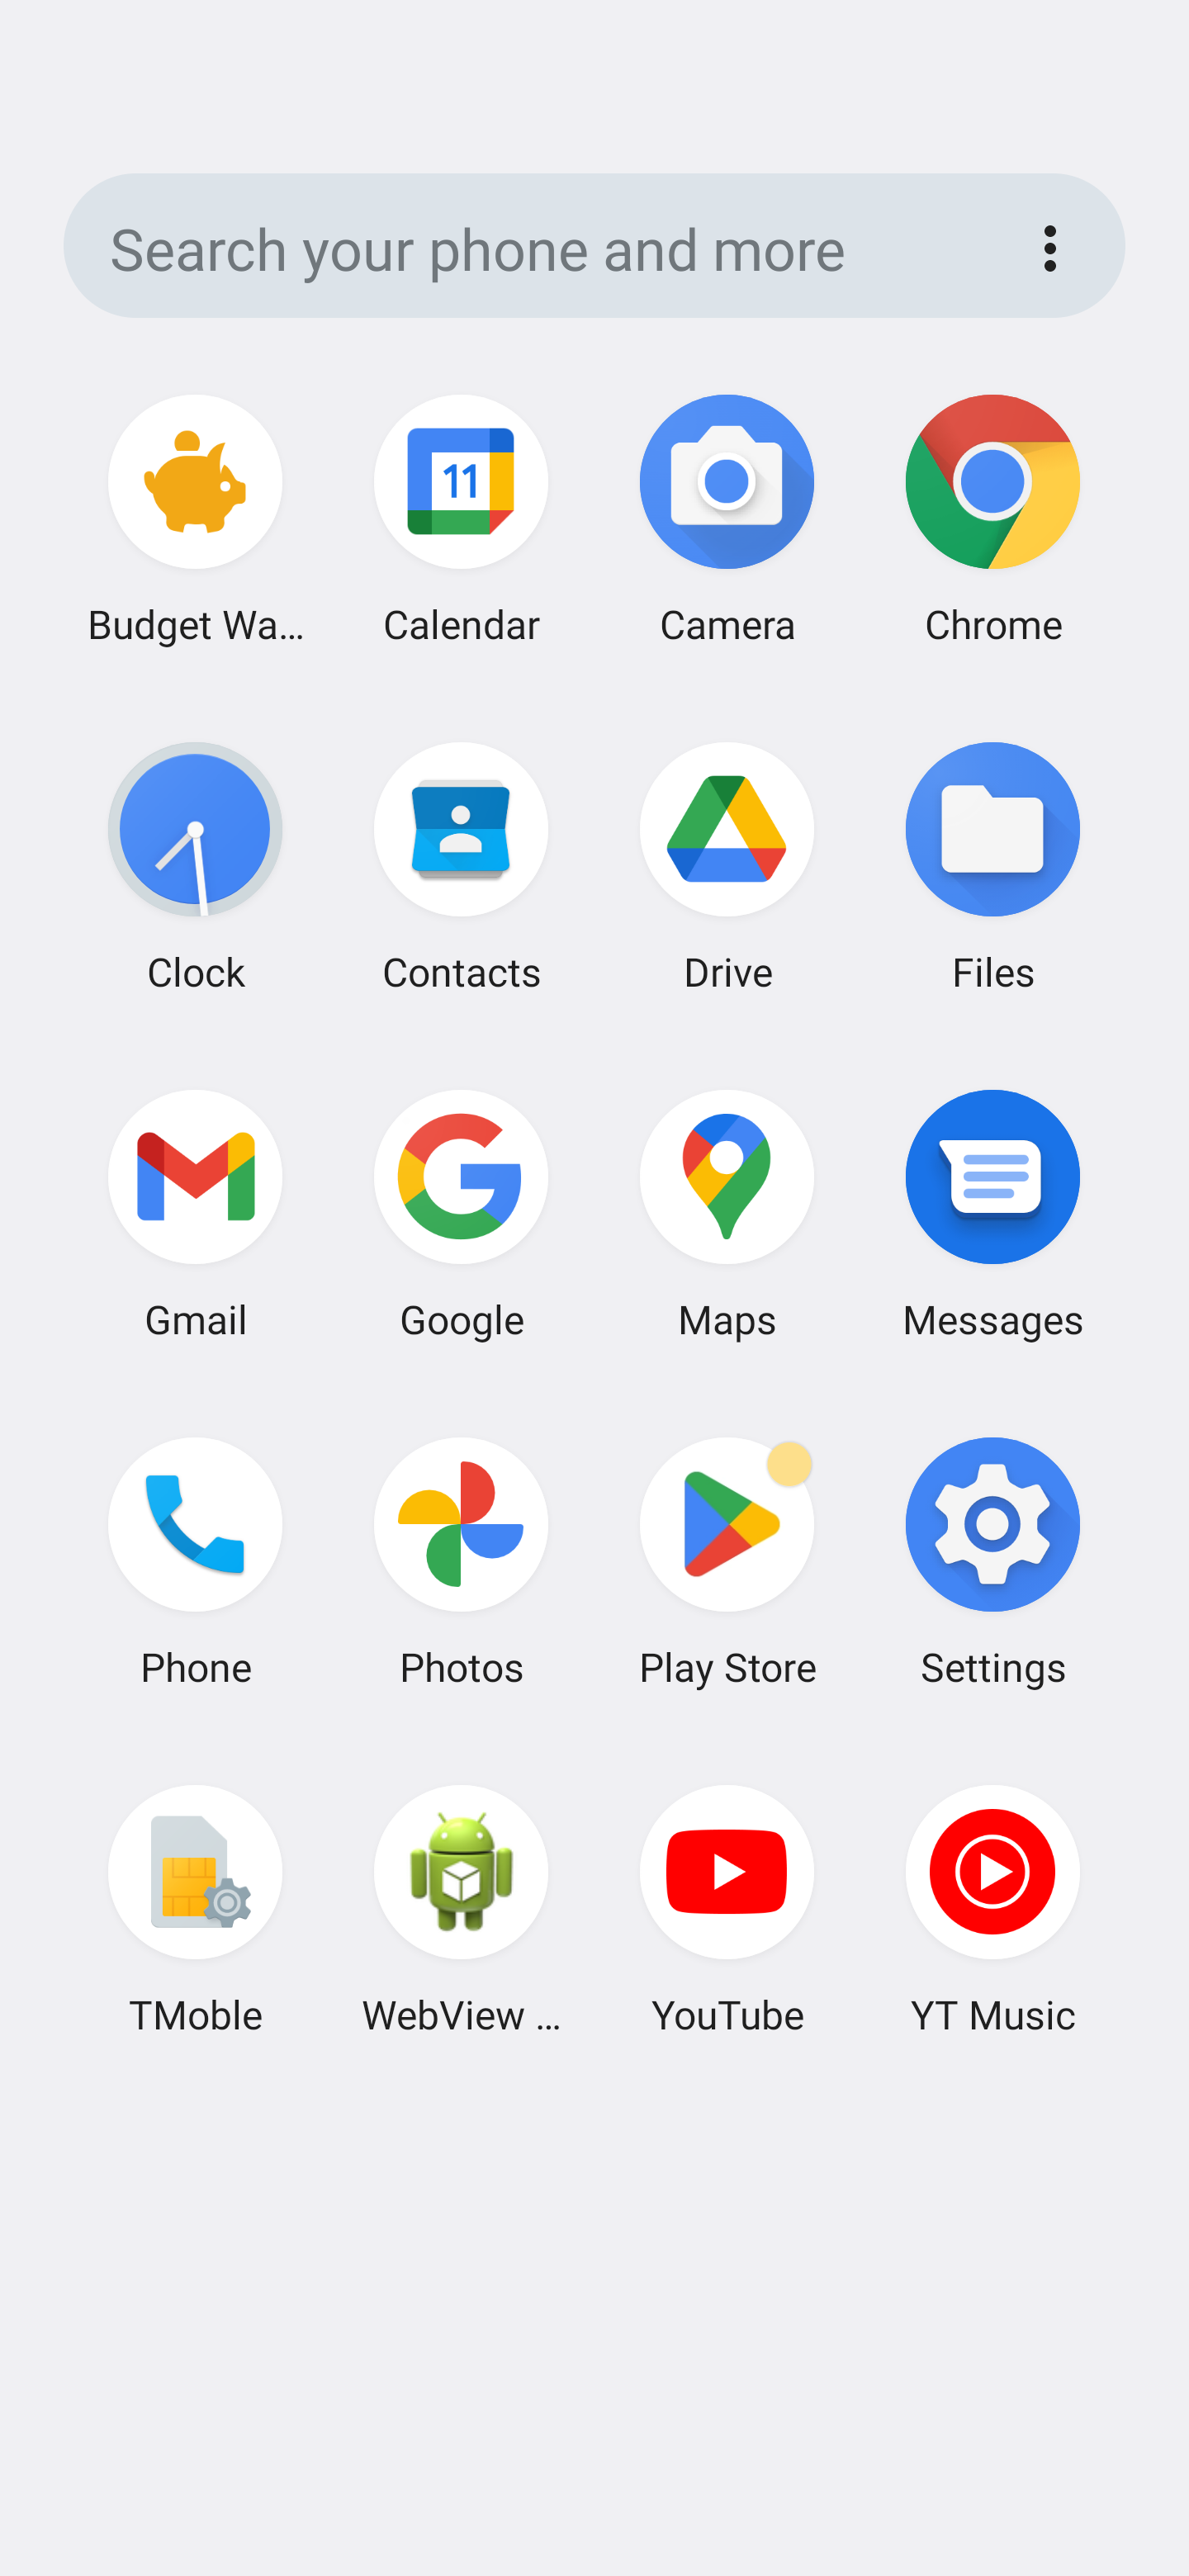 Search your phone and more
11
Budget Wa... Calendar Camera Chrome
Clock Contacts Drive Files
Gmail Google Maps Messages
Phone Photos Play Store Settings
TMoble WebView ... YouTube YT Music